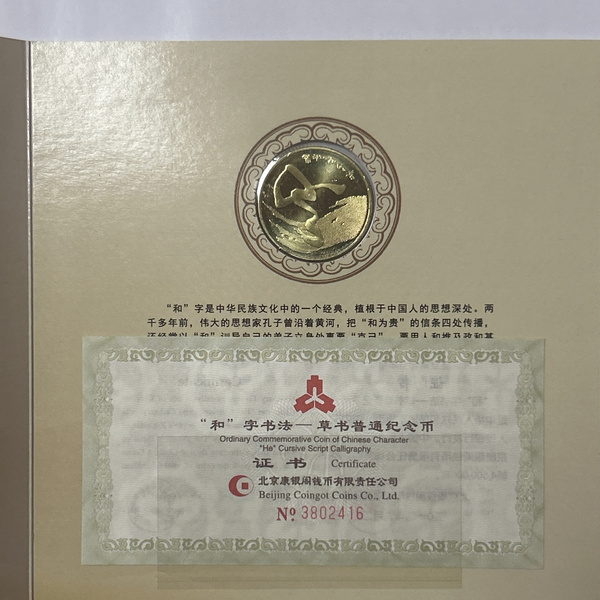 “和”字是中华民族文化中的一个经典，植根于中国人的思想深处。两
千多年前，伟大的思想家孔子曾沿着黄河，把“和为贵”的信条四处传播，
“和”字书法—草书普通纪念币
Ordinary Commemorative Coin of Chinese Character
"He" Cursive Script Calligraphy
证书 Certificate
北京康银阁钱币有限责任公司
Beijing Coingot Coins Co., Ltd.
№ 3802416